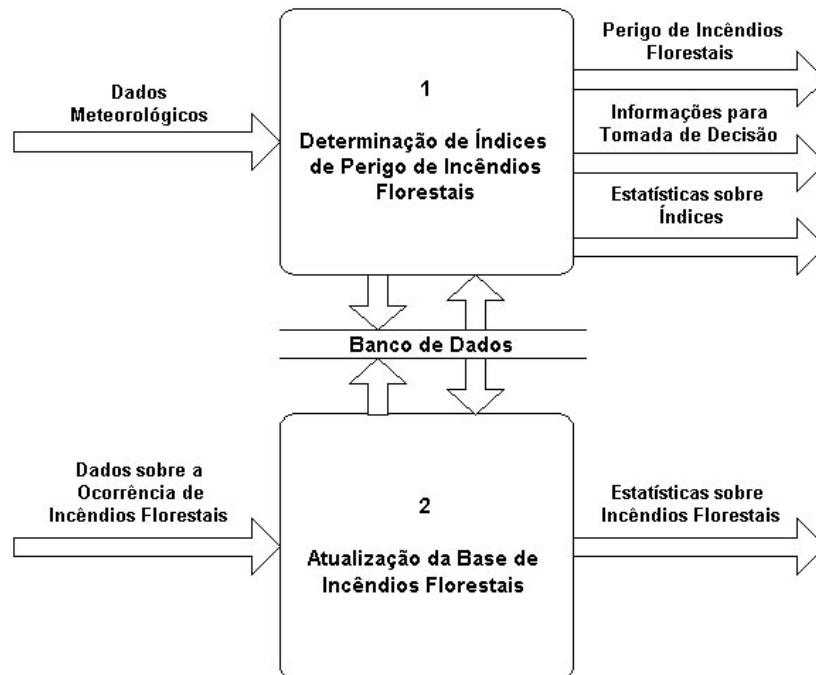 Dados
Meteorológicos
1
Determinação de Índices
de Perigo de Incêndios
Florestais
Perigo de Incêndios
Florestais
Informações para
Tomada de Decisão
Estatísticas sobre
Índices
Banco de Dados
Dados sobre a
Ocorrência de
Incêndios Florestais
2
Atualização da Base de
Incêndios Florestais
Estatísticas sobre
Incêndios Florestais